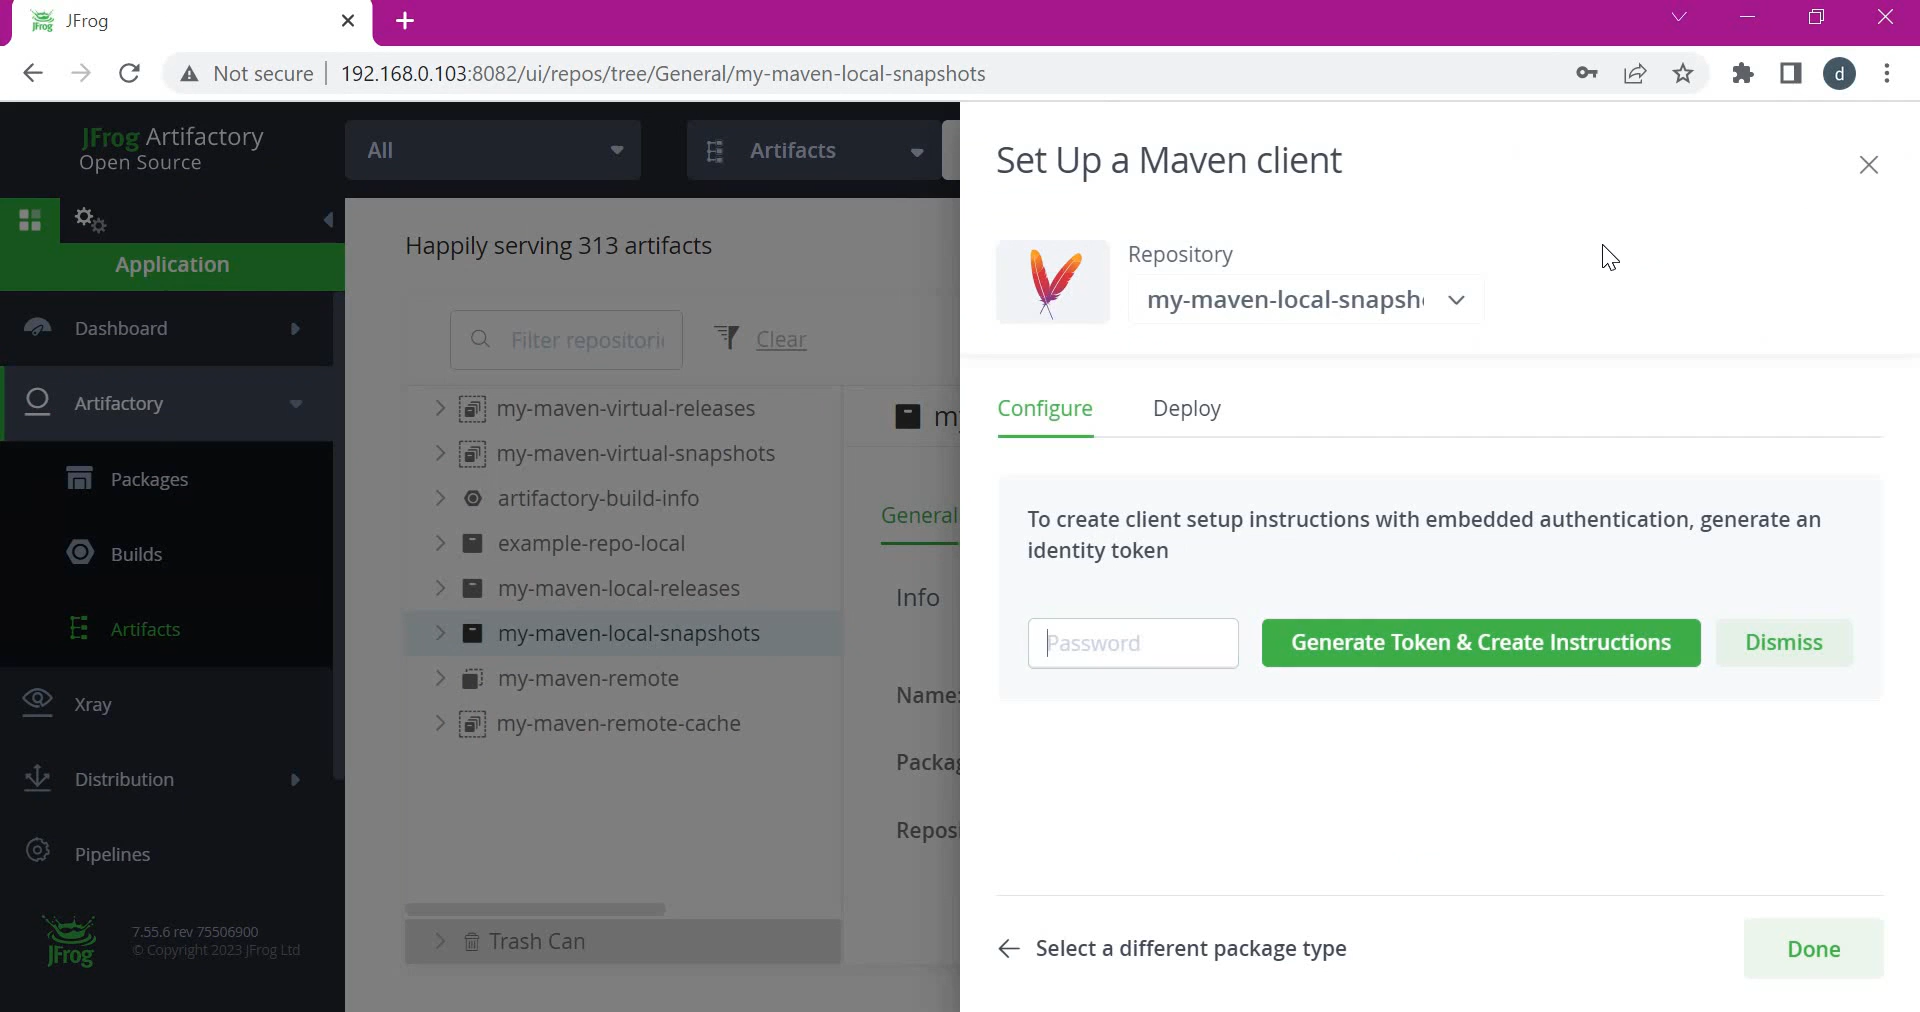 JFrog
Not secure
192.168.0.103:8082/ui/repos/tree/General/my-maven-local-snapshots
d
JFrog Artifactory
Open Source
All
Artifacts
Application
Dashboard
Artifactory
Packages
Builds
Artifacts
Xray
Distribution
Pipelines
JFrog
7.55.6 rev 75506900
© Copyright 2023 JFrog Ltd
Happily serving 313 artifacts
Filter repositori
Clear
my-maven-virtual-releases
my-maven-virtual-snapshots
artifactory-build-info
example-repo-local
my-maven-local-releases
my-maven-local-snapshots
my-maven-remote
my-maven-remote-cache
Trash Can
General
Info
Name:
Set Up a Maven client
Repository
my-maven-local-snapsh
Configure
Deploy
To create client setup instructions with embedded authentication, generate an
identity token
Password
Generate Token & Create Instructions
Dismiss
Select a different package type
Done